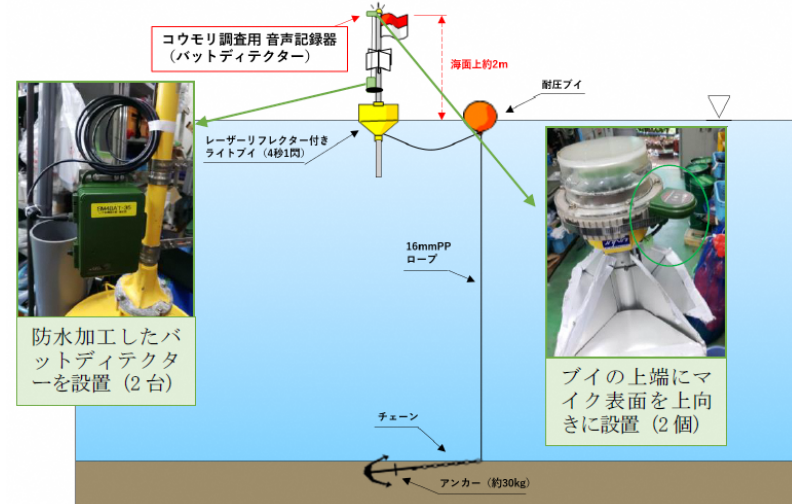 コウモリ調査用 音声記録器
（バットディテクター）
海面上約2m
耐圧ブイ
レーザーリフレクター付き
ライトブイ（4秒1閃）
16mmPP
ロープ
防水加工したバ
ットディテクタ
ーを設置（2台）
ブイの上端にマ
イク表面を上向
きに設置（2個）
チェーン
アンカー（約30kg）